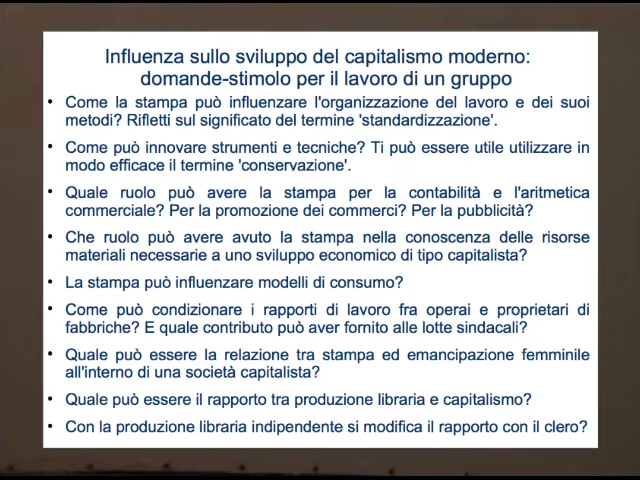 Influenza sullo sviluppo del capitalismo moderno:
domande-stimolo per il lavoro di un gruppo
• Come la stampa può influenzare l'organizzazione del lavoro e dei suoi
metodi? Rifletti sul significato del termine 'standardizzazione'.
• Come può innovare strumenti e tecniche? Ti può essere utile utilizzare in
modo efficace il termine 'conservazione'.
• Quale ruolo può avere la stampa per la contabilità e l'aritmetica
commerciale? Per la promozione dei commerci? Per la pubblicità?
• Che ruolo può avere avuto la stampa nella conoscenza delle risorse
materiali necessarie a uno sviluppo economico di tipo capitalista?
• La stampa può influenzare modelli di consumo?
• Come può condizionare i rapporti di lavoro fra operai e proprietari di
fabbriche? E quale contributo può aver fornito alle lotte sindacali?
• Quale può essere la relazione tra stampa ed emancipazione femminile
all'interno di una società capitalista?
• Quale può essere il rapporto tra produzione libraria e capitalismo?
• Con la produzione libraria indipendente si modifica il rapporto con il clero?